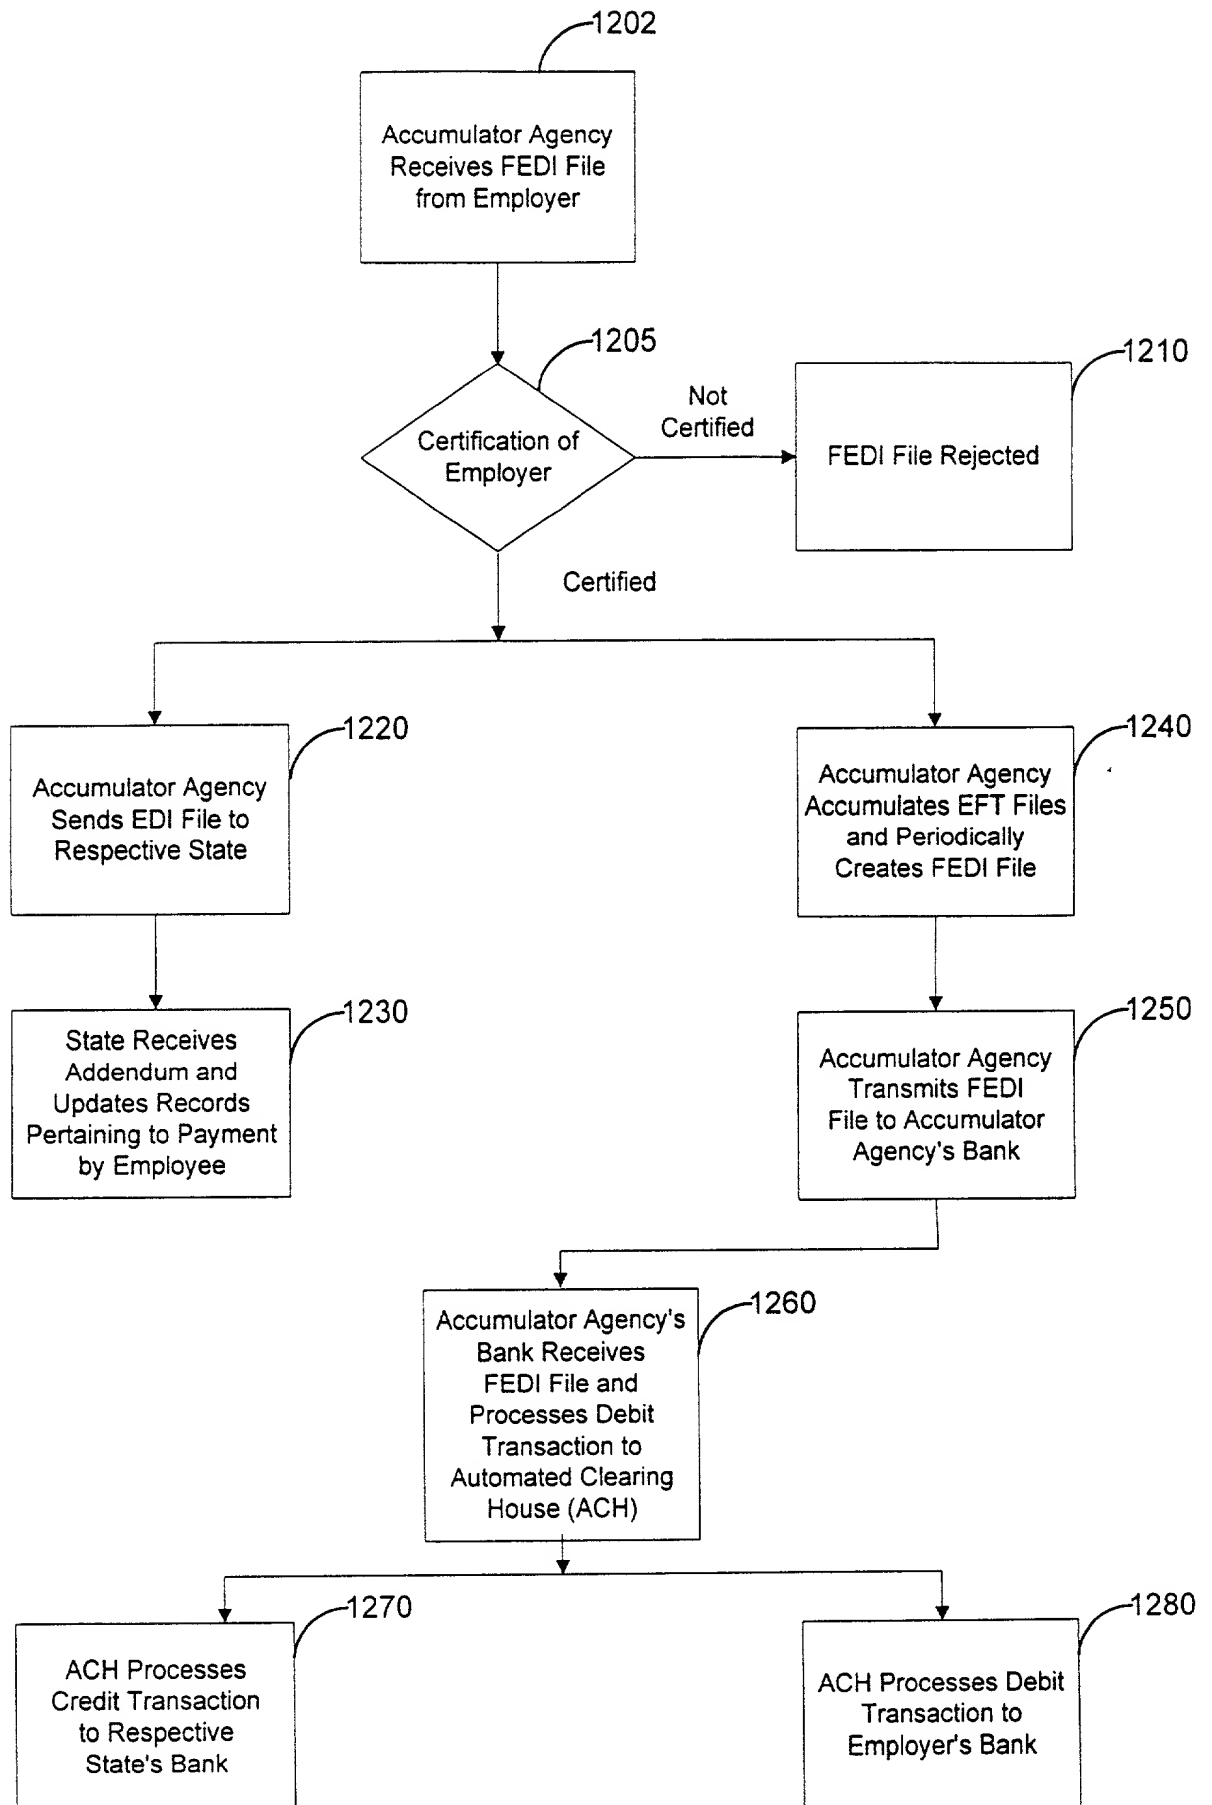 1202
Accumulator Agency
Receives FEDI File
from Employer
1205
Certification of
Employer
Not
Certified
1210
FEDI File Rejected
Certified
1220
Accumulator Agency
Sends EDI File to
Respective State
1240
Accumulator Agency
Accumulates EFT Files
and Periodically
Creates FEDI File
1230
State Receives
Addendum and
Updates Records
Pertaining to Payment
by Employee
1250
Accumulator Agency
Transmits FEDI
File to Accumulator
Agency's Bank
1260
Accumulator Agency's
Bank Receives
FEDI File and
Processes Debit
Transaction to
Automated Clearing
House (ACH)
1270
ACH Processes
Credit Transaction
to Respective
State's Bank
1280
ACH Processes Debit
Transaction to
Employer's Bank